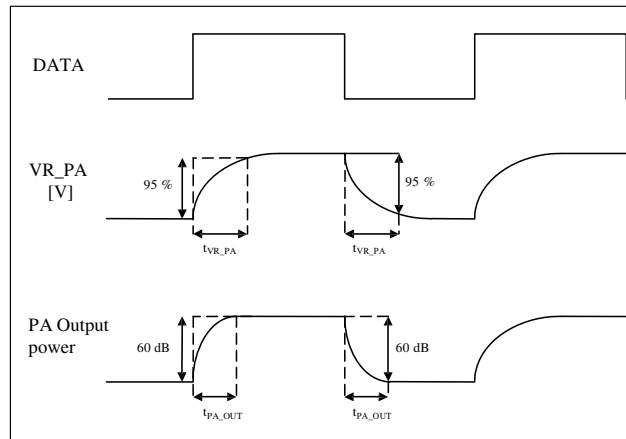 DATA
VR_PA
[V]
95 %
95 %
tVR_PA
tVR_PA
PA Output
power
60 dB
60 dB
tPA_OUT
tPA_OUT